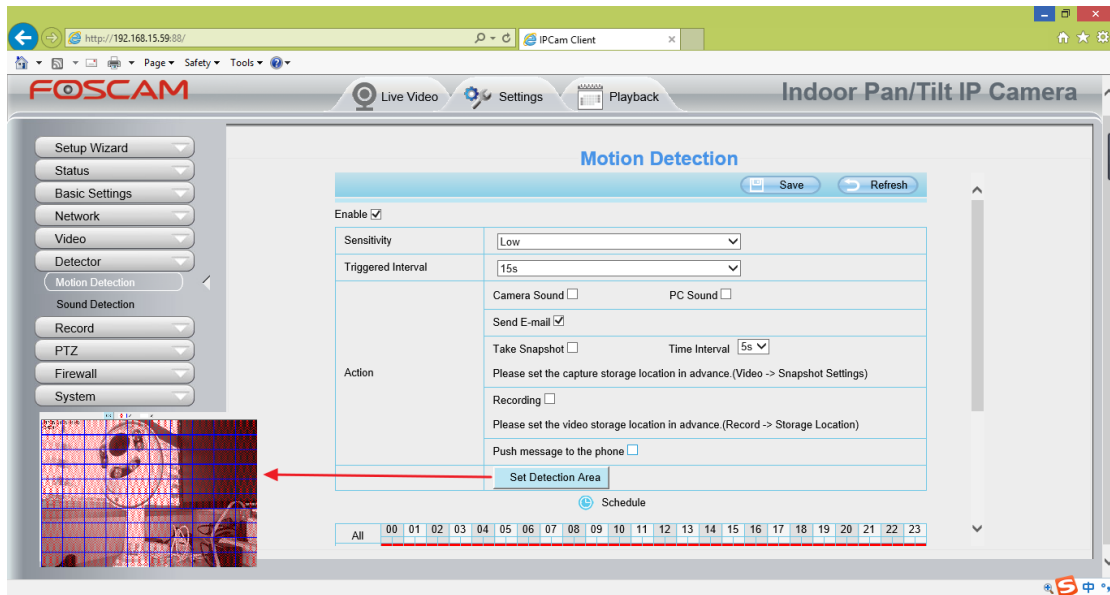 http://192.168.15.59:88/
IPCam Client
Page Safety Tools
FOSCAM
Live Video Settings Playback
Indoor Pan/Tilt IP Camera
Setup Wizard
Status
Basic Settings
Network
Video
Detector
Motion Detection
Sound Detection
Record
PTZ
Firewall
System
Motion Detection
Save Refresh
Enable
Sensitivity Low
Triggered Interval 15s
Action
Camera Sound PC Sound
Send E-mail
Take Snapshot Time Interval 5s
Please set the capture storage location in advance.(Video -> Snapshot Settings)
Recording
Please set the video storage location in advance.(Record -> Storage Location)
Push message to the phone
Set Detection Area
Schedule
All 00 01 02 03 04 05 06 07 08 09 10 11 12 13 14 15 16 17 18 19 20 21 22 23
中